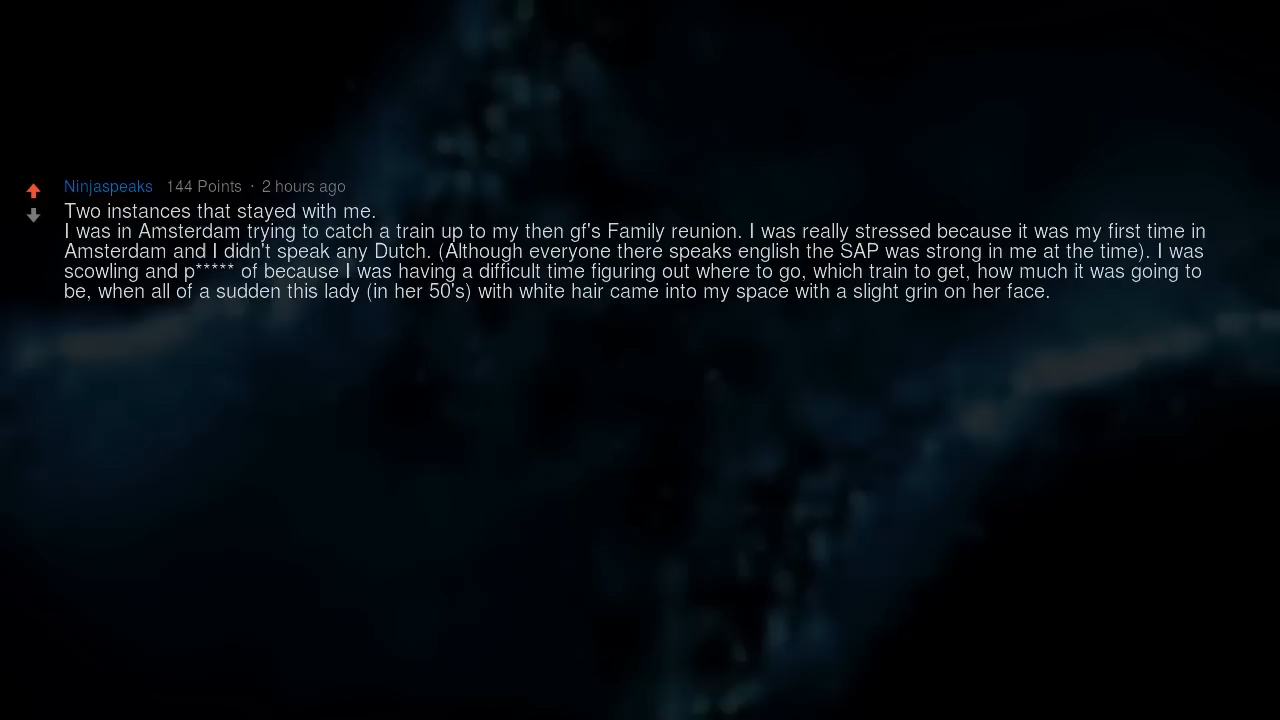 Ninjaspeaks 144 Points · 2 hours ago
Two instances that stayed with me.
I was in Amsterdam trying to catch a train up to my then gf's Family reunion. I was really stressed because it was my first time in
Amsterdam and I didn't speak any Dutch. (Although everyone there speaks english the SAP was strong in me at the time). I was
scowling and p***** of because I was having a difficult time figuring out where to go, which train to get, how much it was going to
be, when all of a sudden this lady (in her 50's) with white hair came into my space with a slight grin on her face.